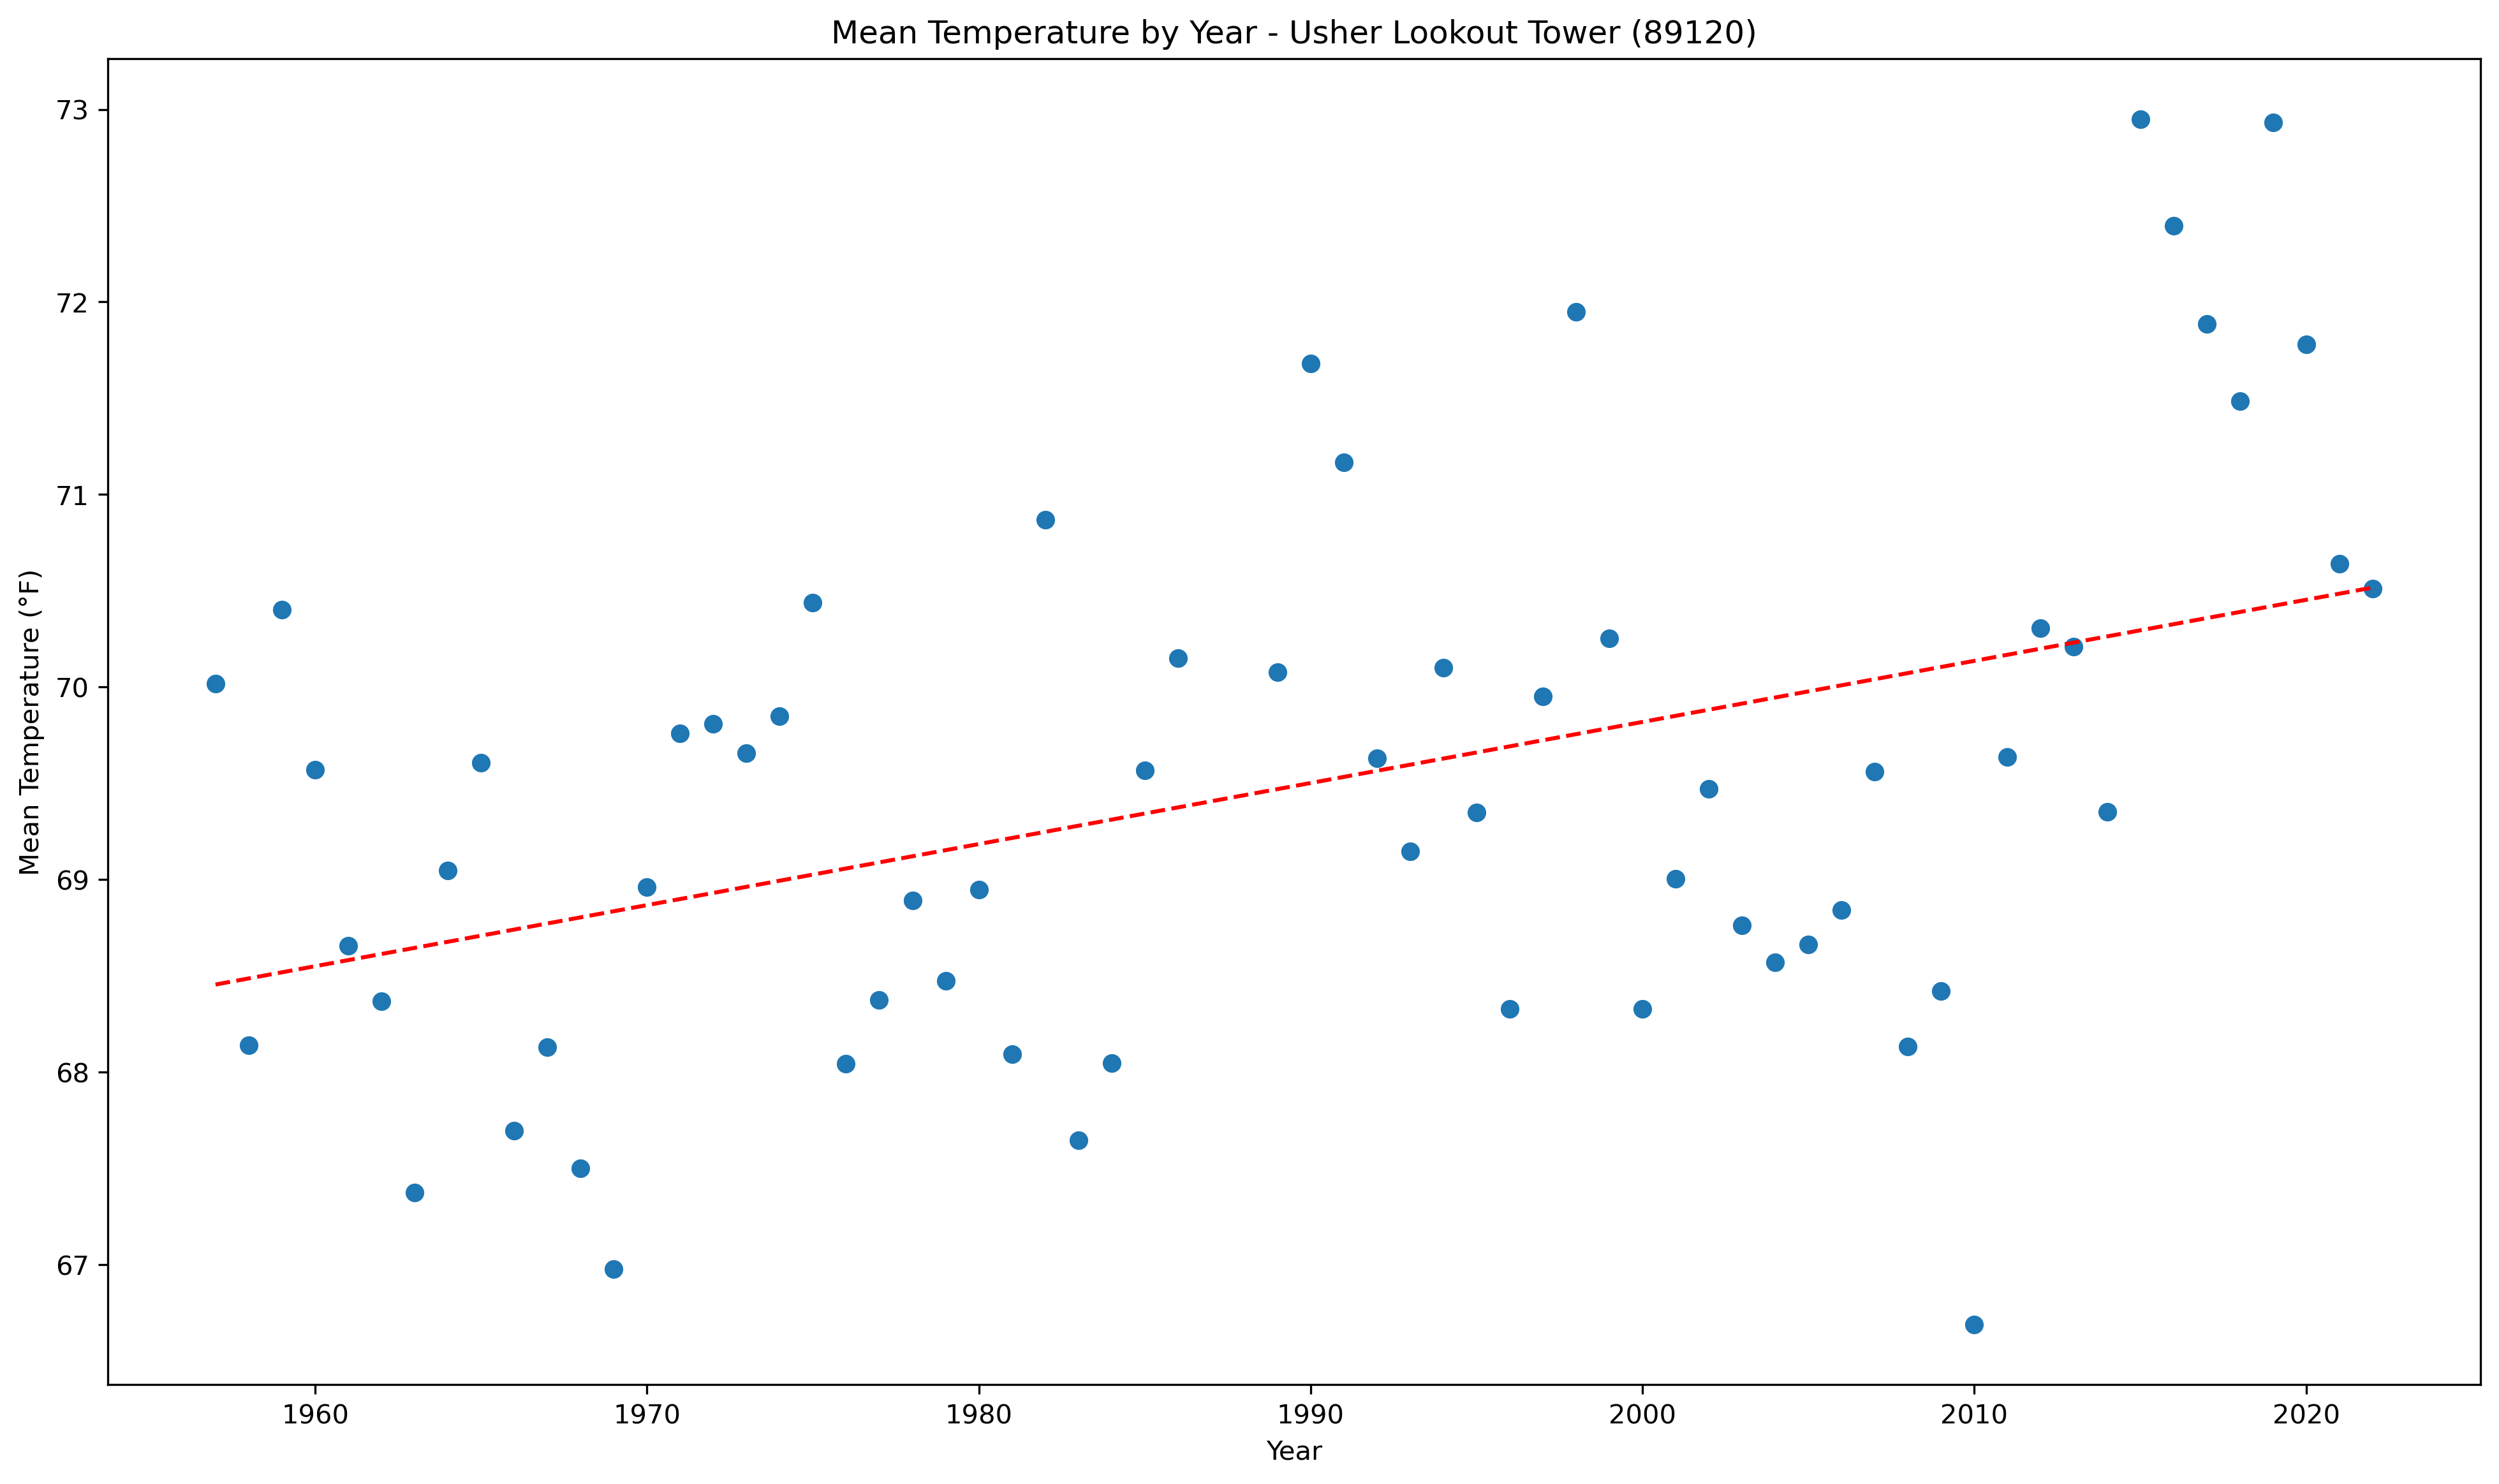 Mean Temperature by Year - Usher Lookout Tower (89120)
Mean Temperature (°F)
73
72
71
70
69
68
67
1960 1970 1980 1990 2000 2010 2020
Year